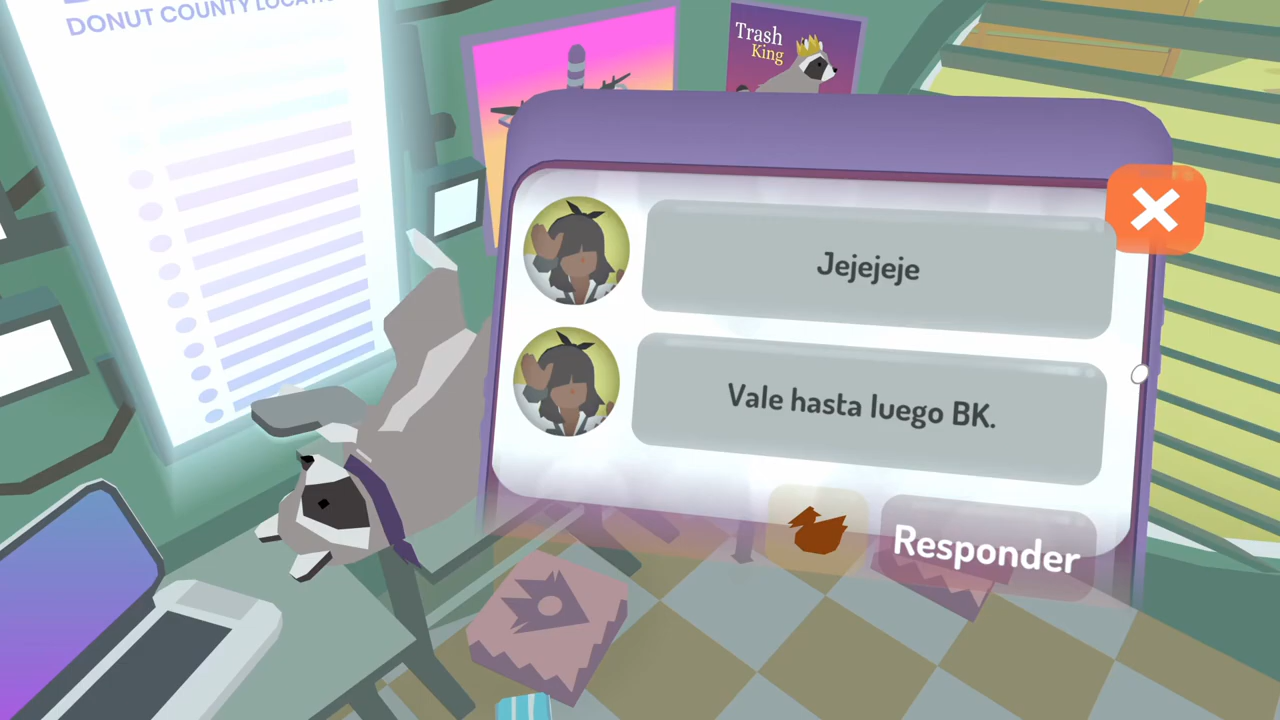 DONUT COUNTY
Trash
King
Jejejeje
Vale hasta luego BK.
Responder